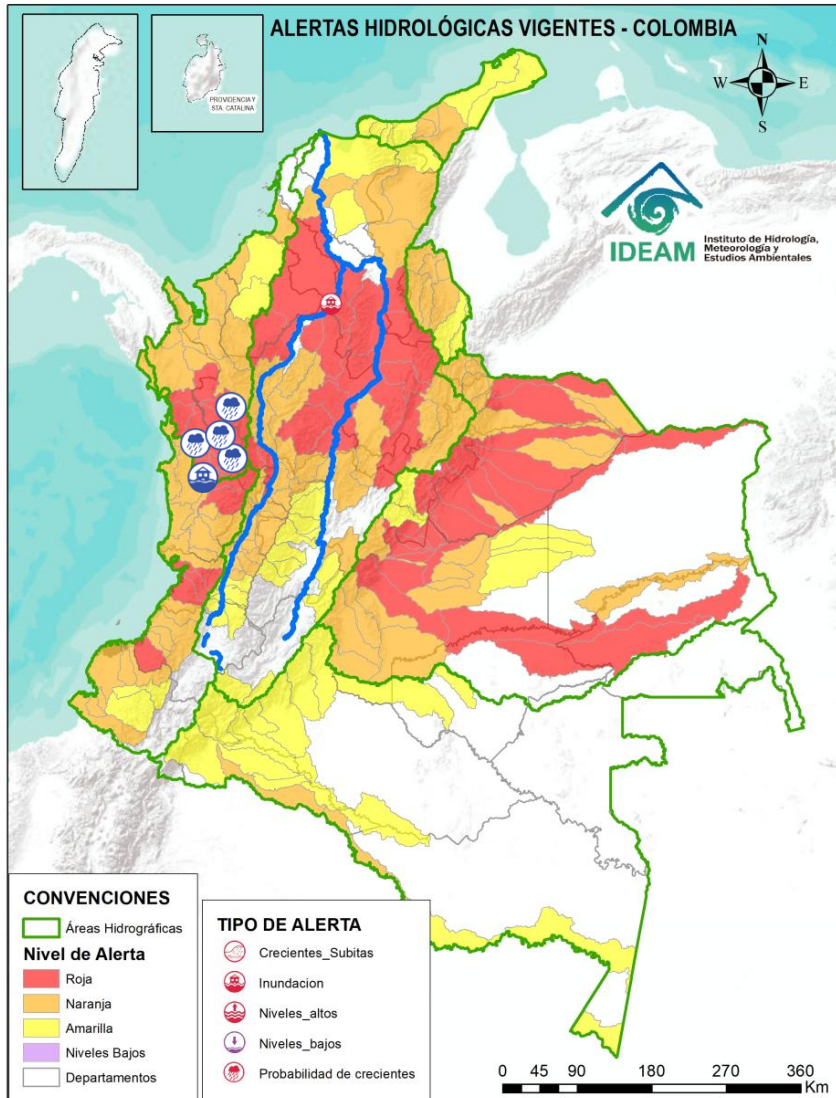 ALERTAS HIDROLÓGICAS VIGENTES - COLOMBIA
PROVIDENCIA Y
STA. CATALINA
N
W
E
S
IDEAM
Instituto de Hidrología,
Meteorología y
Estudios Ambientales
CONVENCIONES
Áreas Hidrográficas
Nivel de Alerta
Roja
Naranja
Amarilla
Niveles Bajos
Departamentos
TIPO DE ALERTA
Crecientes_Subitas
Inundacion
Niveles_altos
Niveles_bajos
Probabilidad de crecientes
0 45 90 180 270 360
Km